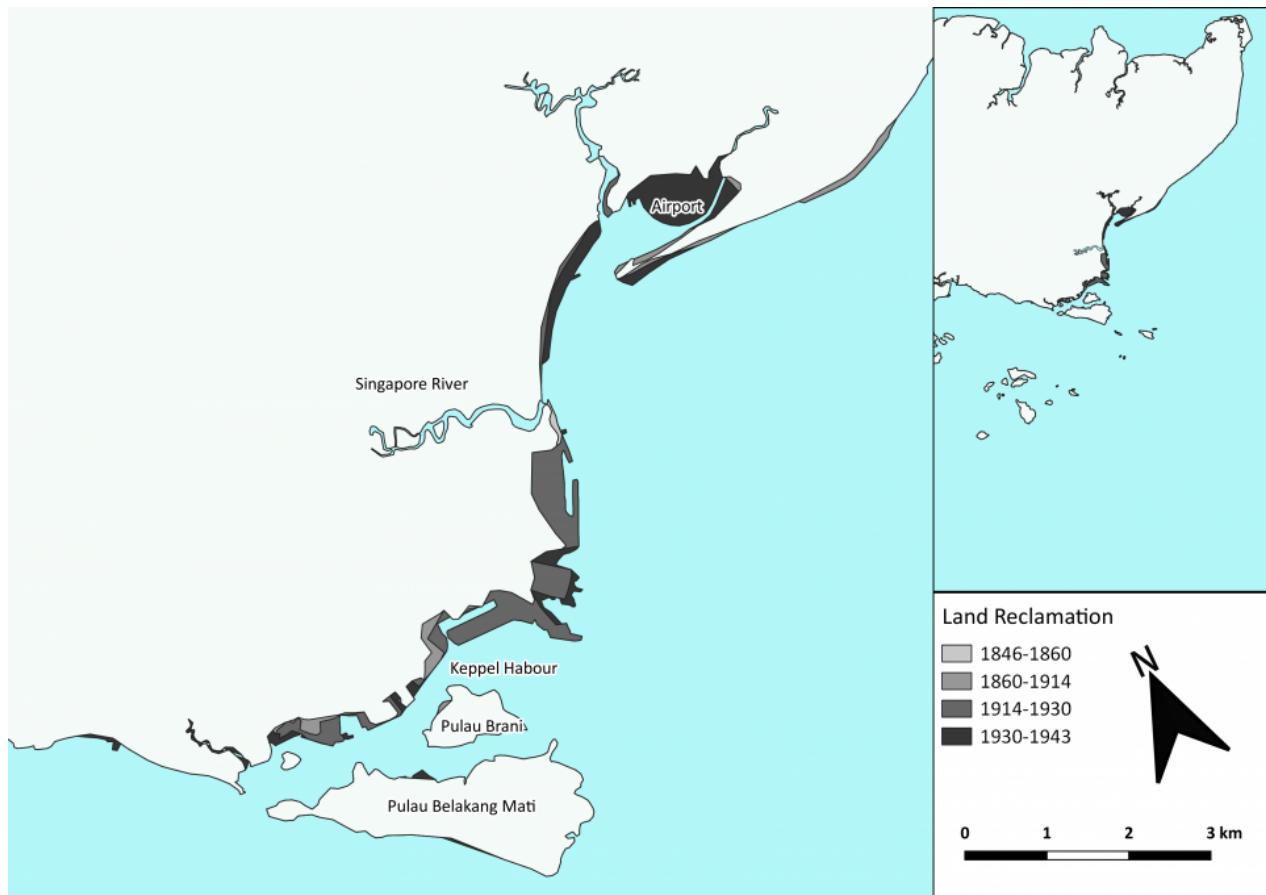 Airport
Singapore River
Keppel Habour
Pulau Brani
Pulau Belakang Mati
Land Reclamation
1846-1860
1860-1914
1914-1930
1930-1943
N
0 1 2 3 km